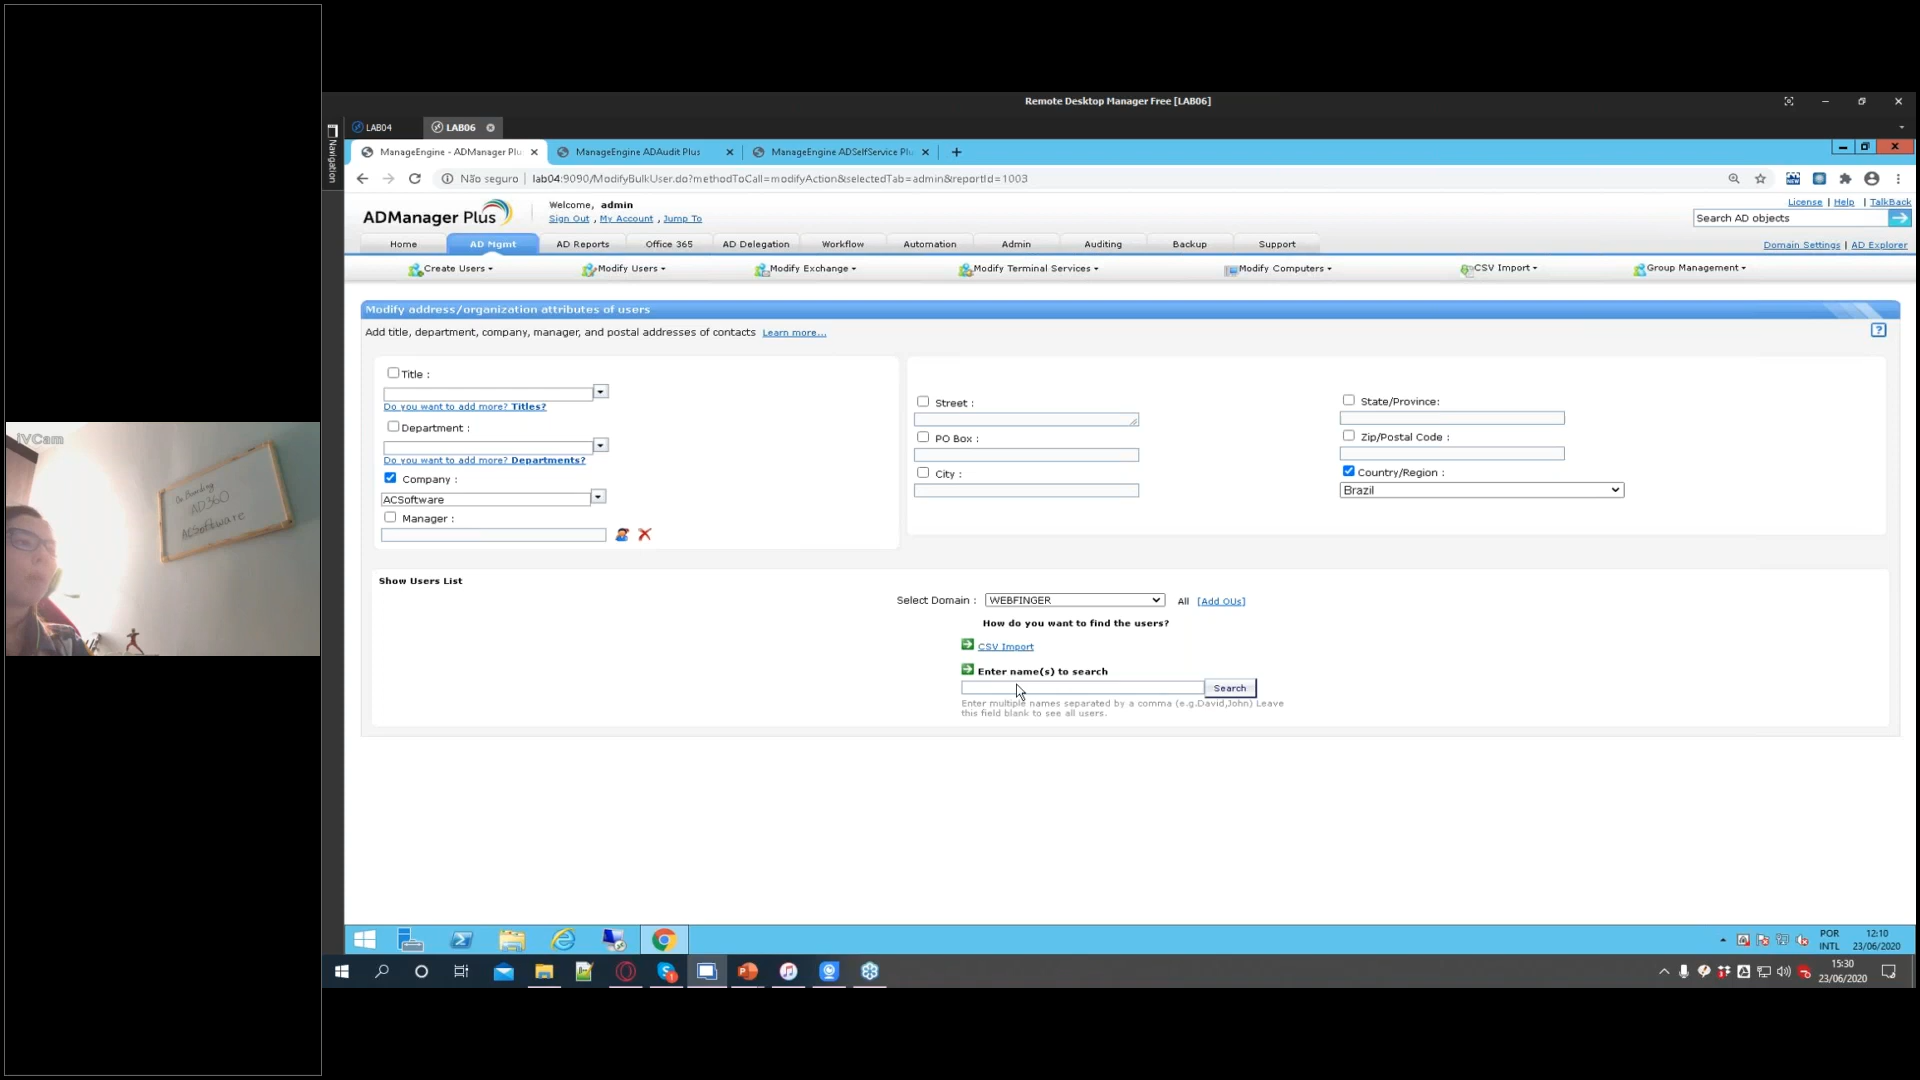 Remote Desktop Manager Free [LAB06]
LAB04
LAB06
Navigation
ManageEngine - ADManager Plu
ManageEngine ADAudit Plus
ManageEngine ADSelfService Plu
Não seguro
lab04:9090/ModifyBulkUser.do?methodToCall=modifyAction&selectedTab=admin&reportId=1003
ADManager Plus
Welcome, admin
Sign Out , My Account , Jump To
License | Help | TalkBack
Search AD objects
Domain Settings | AD Explorer
Home
AD Mgmt
AD Reports
Office 365
AD Delegation
Workflow
Automation
Admin
Auditing
Backup
Support
Create Users
Modify Users
Modify Exchange
Modify Terminal Services
Modify Computers
CSV Import
Group Management
Modify address/organization attributes of users
Add title, department, company, manager, and postal addresses of contacts Learn more...
Title :
Do you want to add more? Titles?
Department :
Do you want to add more? Departments?
Company :
ACSoftware
Manager :
Street :
PO Box :
City :
State/Province:
Zip/Postal Code :
Country/Region :
Brazil
Show Users List
Select Domain : WEBFINGER All [Add OUs]
How do you want to find the users?
CSV Import
Enter name(s) to search
Search
Enter multiple names separated by a comma (e.g.David,John) Leave
this field blank to see all users.
iVCam
On Boarding
AD360
ACSoftware
POR
INTL
12:10
23/06/2020
15:30
23/06/2020